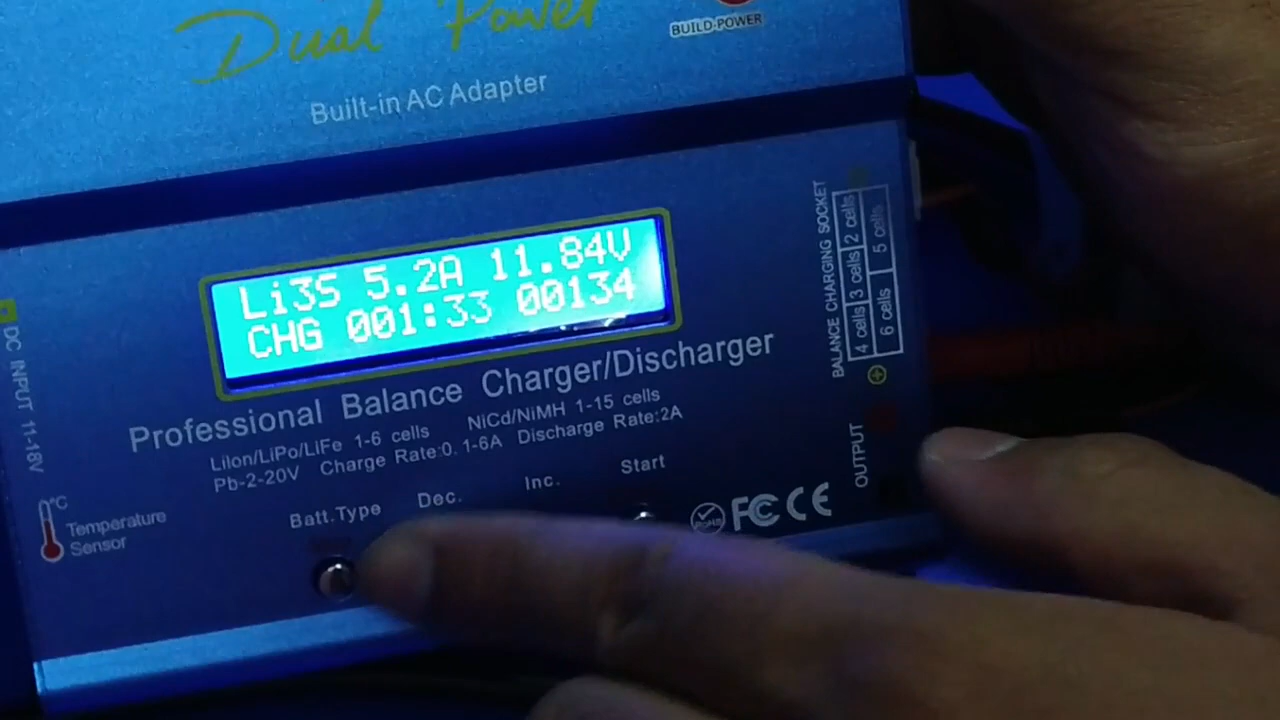 Dual Power
BUILD-POWER
Built-in AC Adapter
Li3S 5.2A 11.84V
CHG 001:33 00134
Professional Balance Charger/Discharger
LiIon/LiPo/LiFe 1-6 cells NiCd/NiMH 1-15 cells
Pb-2-20V Charge Rate:0.1-6A Discharge Rate:2A
Batt.Type Dec. Inc. Start
DC INPUT 11-18V
°C
Temperature
Sensor
RoHS FC CE
BALANCE CHARGING SOCKET
4 cells 3 cells 2 cells
6 cells 5 cells
OUTPUT